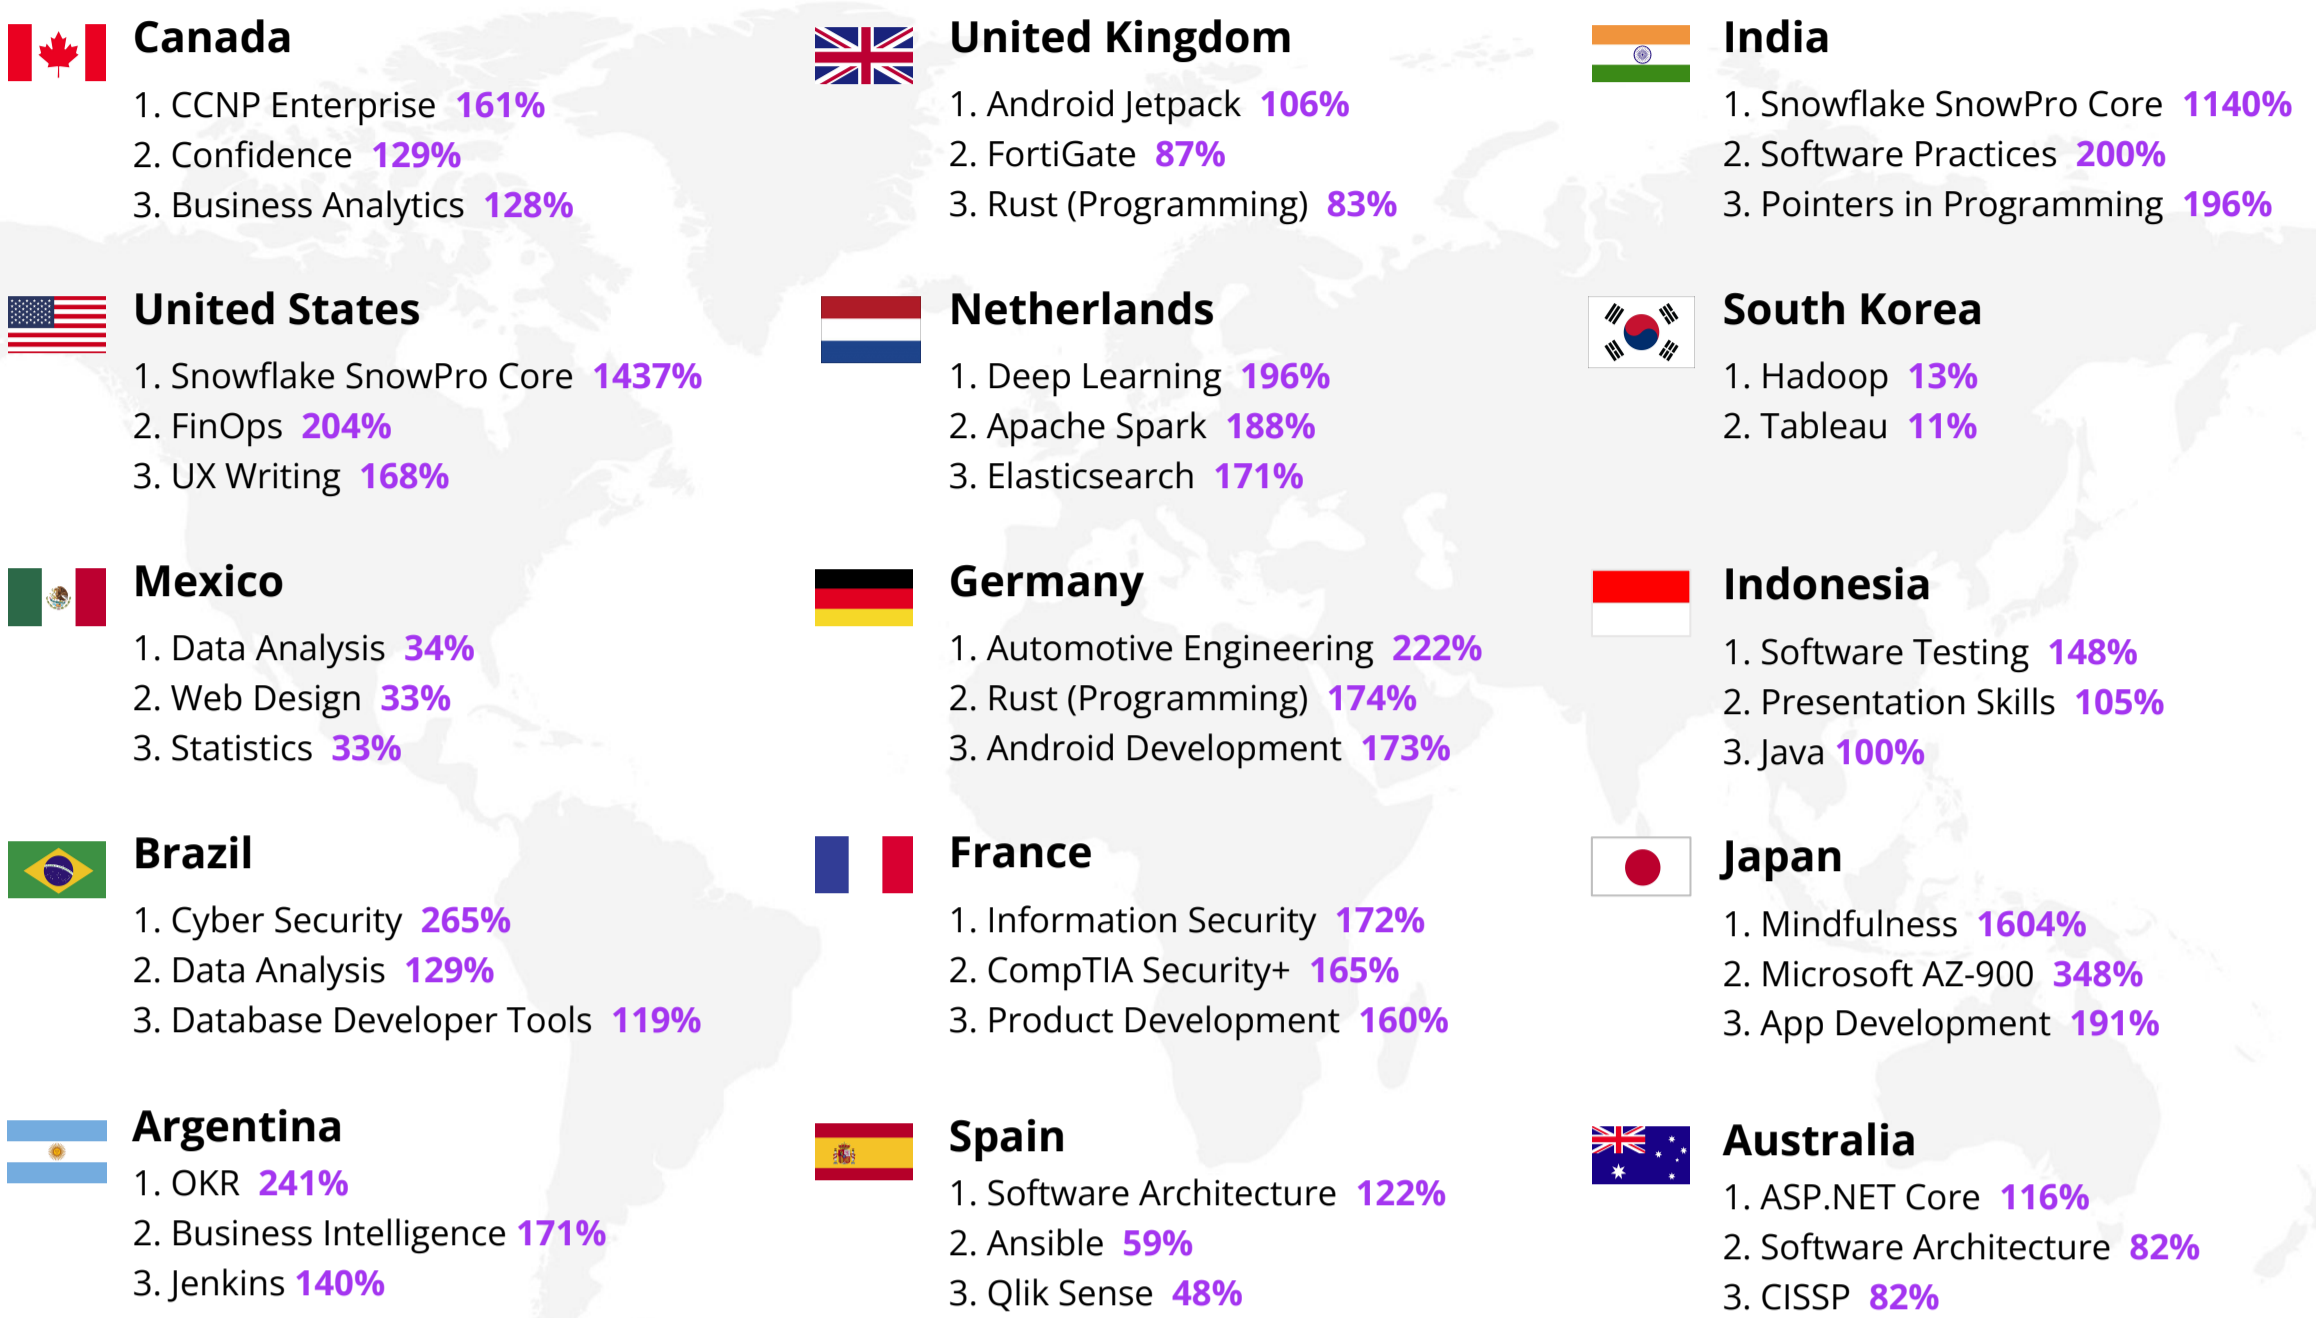 Canada
1. CCNP Enterprise 161%
2. Confidence 129%
3. Business Analytics 128%
United States
1. Snowflake SnowPro Core 1437%
2. FinOps 204%
3. UX Writing 168%
Mexico
1. Data Analysis 34%
2. Web Design 33%
3. Statistics 33%
Brazil
1. Cyber Security 265%
2. Data Analysis 129%
3. Database Developer Tools 119%
Argentina
1. OKR 241%
2. Business Intelligence 171%
3. Jenkins 140%
United Kingdom
1. Android Jetpack 106%
2. FortiGate 87%
3. Rust (Programming) 83%
Netherlands
1. Deep Learning 196%
2. Apache Spark 188%
3. Elasticsearch 171%
Germany
1. Automotive Engineering 222%
2. Rust (Programming) 174%
3. Android Development 173%
France
1. Information Security 172%
2. CompTIA Security+ 165%
3. Product Development 160%
Spain
1. Software Architecture 122%
2. Ansible 59%
3. Qlik Sense 48%
India
1. Snowflake SnowPro Core 1140%
2. Software Practices 200%
3. Pointers in Programming 196%
South Korea
1. Hadoop 13%
2. Tableau 11%
Indonesia
1. Software Testing 148%
2. Presentation Skills 105%
3. Java 100%
Japan
1. Mindfulness 1604%
2. Microsoft AZ-900 348%
3. App Development 191%
Australia
1. ASP.NET Core 116%
2. Software Architecture 82%
3. CISSP 82%